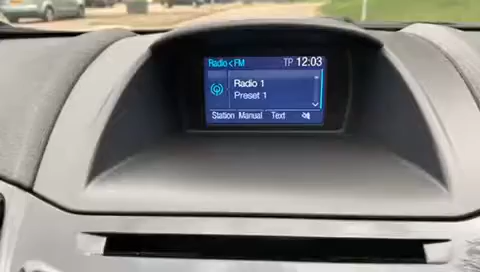 Radio<FM TP 12:03
Radio 1
Preset 1
Station Manual Text